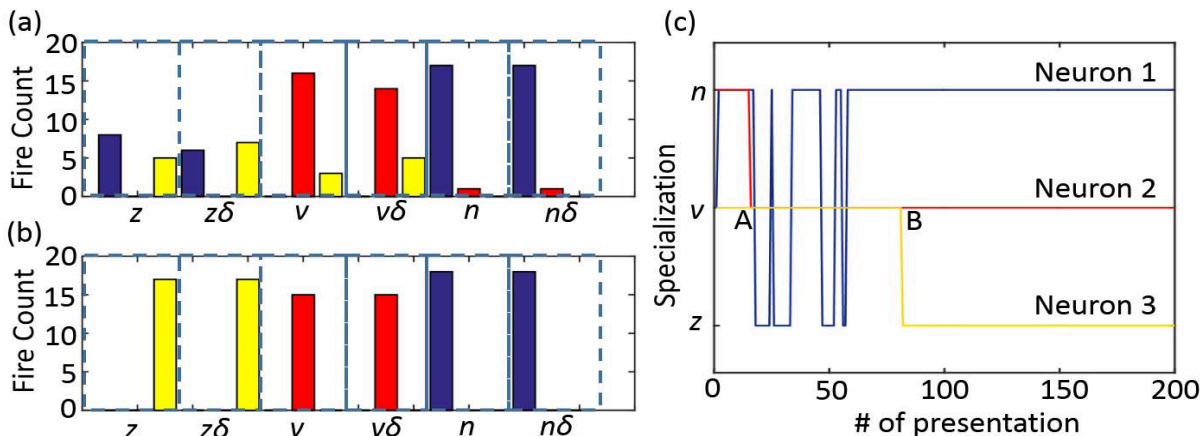 (a)
Fire Count
20
15
10
5
0
z zδ v vδ n nδ
(b)
Fire Count
20
15
10
5
0
z zδ v vδ n nδ
(c)
Specialization
n
v
z
Neuron 1
Neuron 2
Neuron 3
A
B
0 50 100 150 200
# of presentation